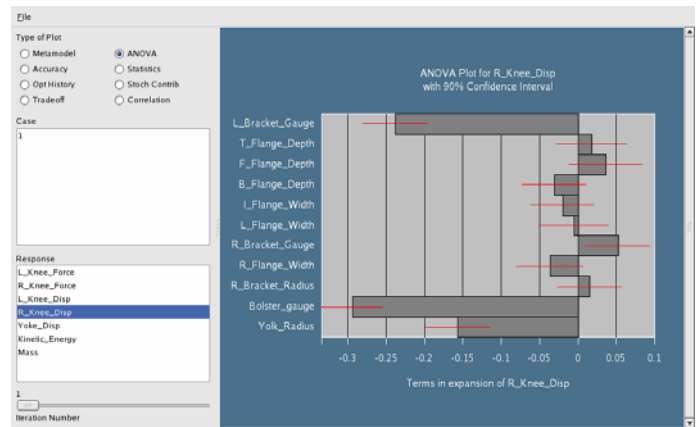 File
Type of Plot
Metamodel
ANOVA
Accuracy
Statistics
Opt History
Stoch Contrib
Tradeoff
Correlation
Case
1
Response
L_Knee_Force
R_Knee_Force
L_Knee_Disp
R_Knee_Disp
Yoke_Disp
Kinetic_Energy
Mass
1
Iteration Number
ANOVA Plot for R_Knee_Disp
with 90% Confidence Interval
L_Bracket_Gauge
T_Flange_Depth
F_Flange_Depth
B_Flange_Depth
I_Flange_Width
L_Flange_Width
R_Bracket_Gauge
R_Flange_Width
R_Bracket_Radius
Bolster_gauge
Yolk_Radius
-0.3 -0.25 -0.2 -0.15 -0.1 -0.05 0 0.05 0.1
Terms in expansion of R_Knee_Disp